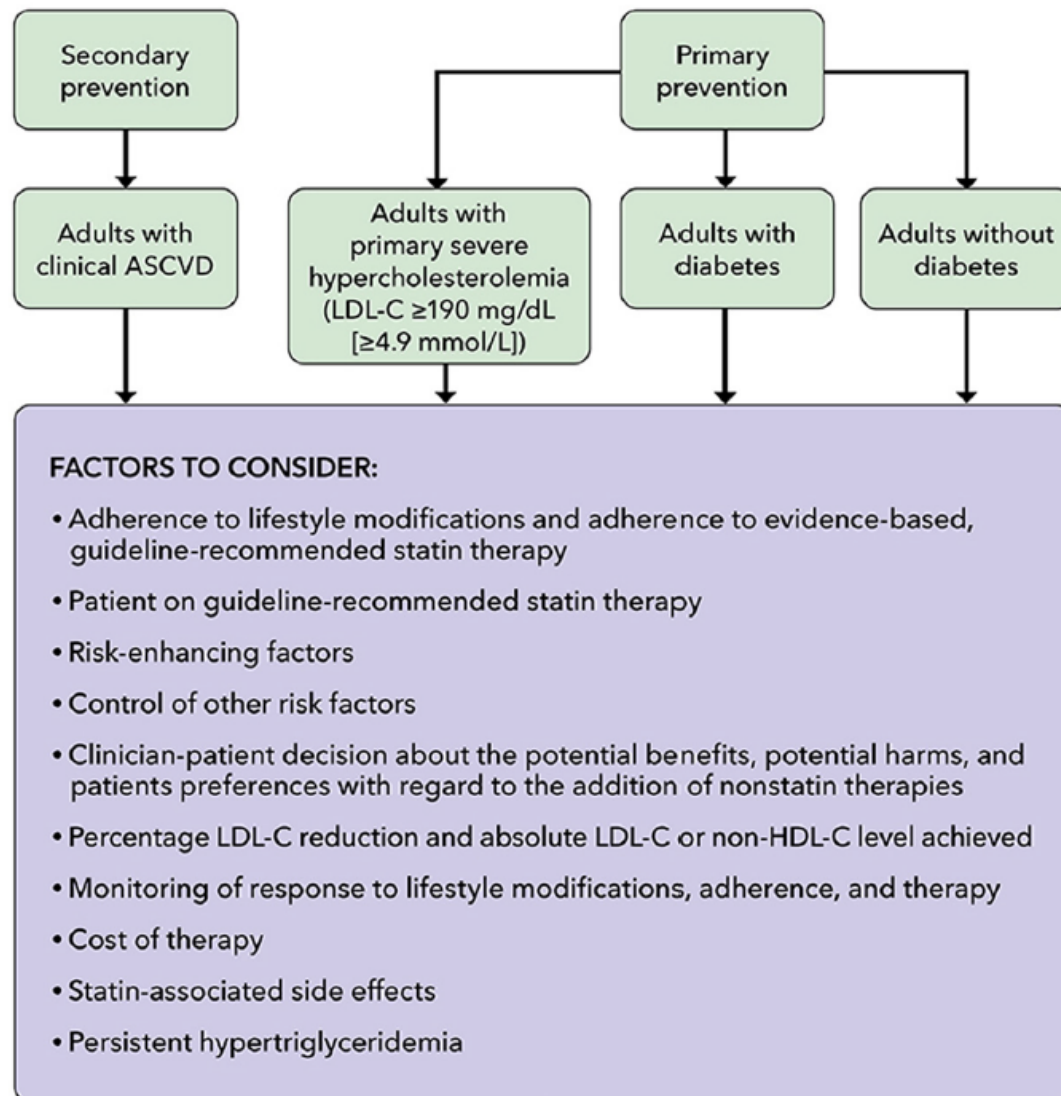 Secondary
prevention
Primary
prevention
Adults with
clinical ASCVD
Adults with
primary severe
hypercholesterolemia
(LDL-C ≥190 mg/dL
[≥4.9 mmol/L])
Adults with
diabetes
Adults without
diabetes
FACTORS TO CONSIDER:
• Adherence to lifestyle modifications and adherence to evidence-based,
guideline-recommended statin therapy
• Patient on guideline-recommended statin therapy
• Risk-enhancing factors
• Control of other risk factors
• Clinician-patient decision about the potential benefits, potential harms, and
patients preferences with regard to the addition of nonstatin therapies
• Percentage LDL-C reduction and absolute LDL-C or non-HDL-C level achieved
• Monitoring of response to lifestyle modifications, adherence, and therapy
• Cost of therapy
• Statin-associated side effects
• Persistent hypertriglyceridemia